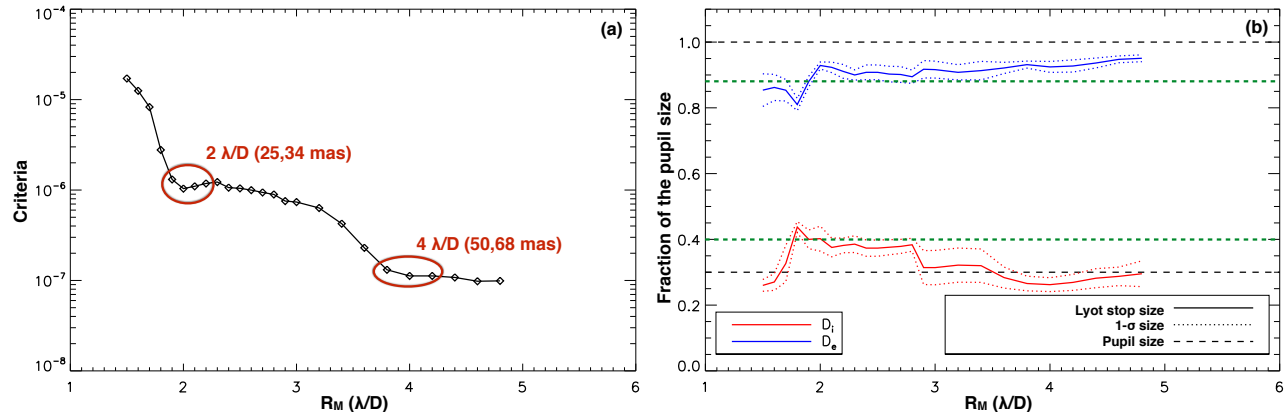 (a)
10⁻⁴
10⁻⁵
10⁻⁶
10⁻⁷
10⁻⁸
Criteria
2 λ/D (25,34 mas)
4 λ/D (50,68 mas)
1 2 3 4 5 6
R_M (λ/D)
(b)
1.0
0.8
0.6
0.4
0.2
0.0
Fraction of the pupil size
D_i
D_e
Lyot stop size
1-σ size
Pupil size
1 2 3 4 5 6
R_M (λ/D)